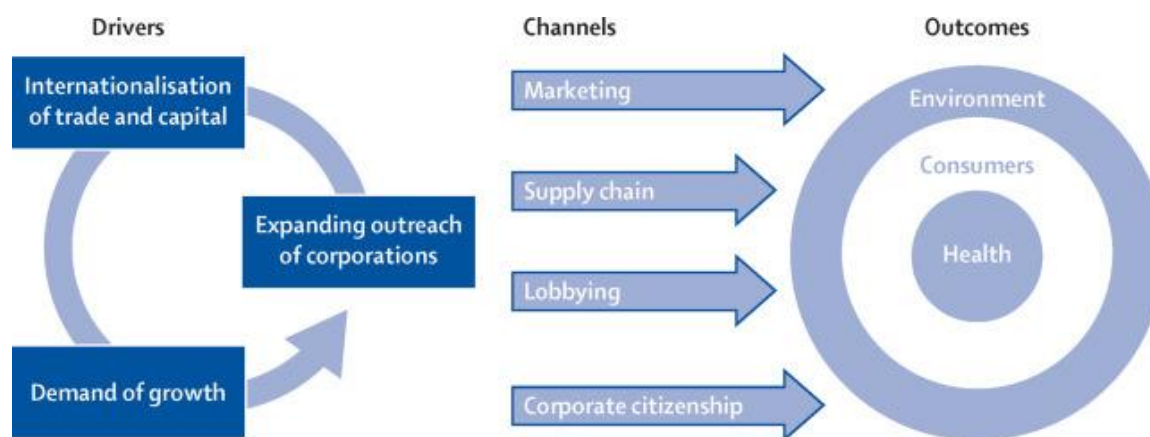 Drivers
Channels
Outcomes
Internationalisation
of trade and capital
Expanding outreach
of corporations
Demand of growth
Marketing
Supply chain
Lobbying
Corporate citizenship
Environment
Consumers
Health